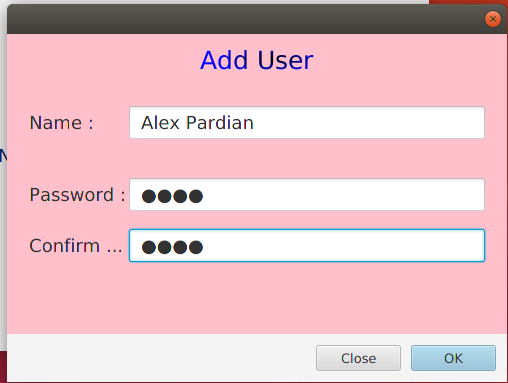 Add User
Name : Alex Pardian
Password : ●●●●
Confirm ... ●●●●
Close OK